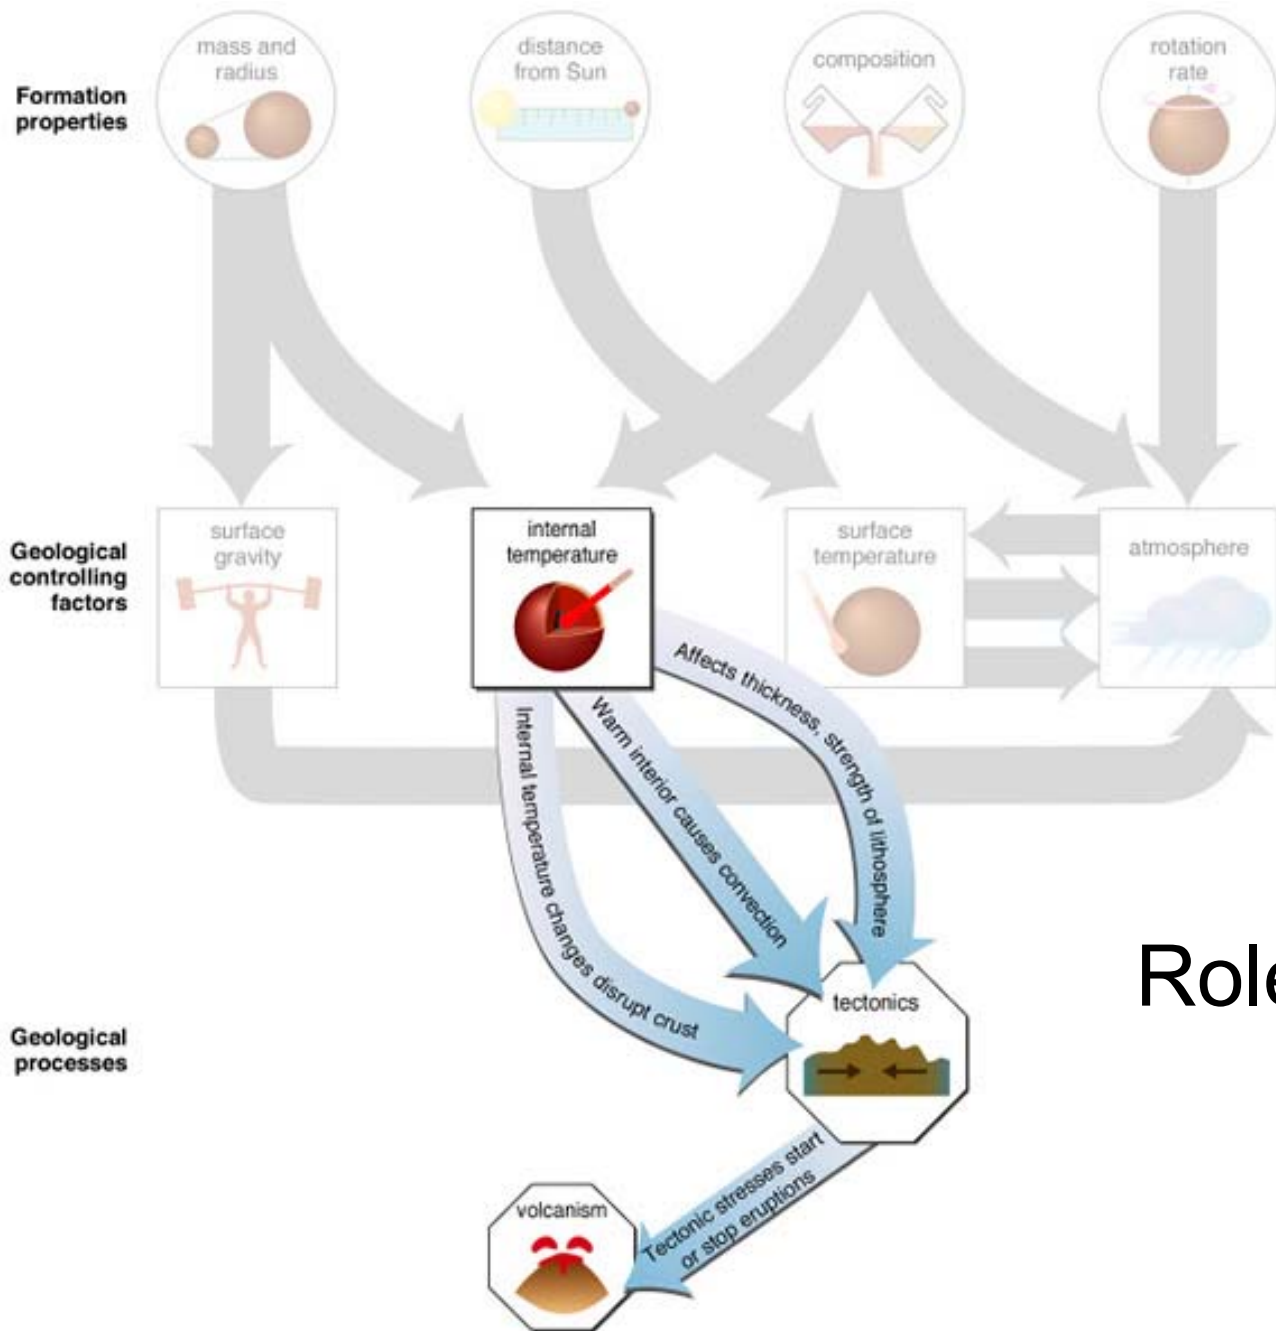 mass and
radius
distance
from Sun
composition
rotation
rate
Formation
properties
surface
gravity
internal
temperature
surface
temperature
atmosphere
Geological
controlling
factors
Affects thickness, strength of lithosphere
Warm interior causes convection
Internal temperature changes disrupt crust
tectonics
Geological
processes
Tectonic stresses start
or stop eruptions
volcanism